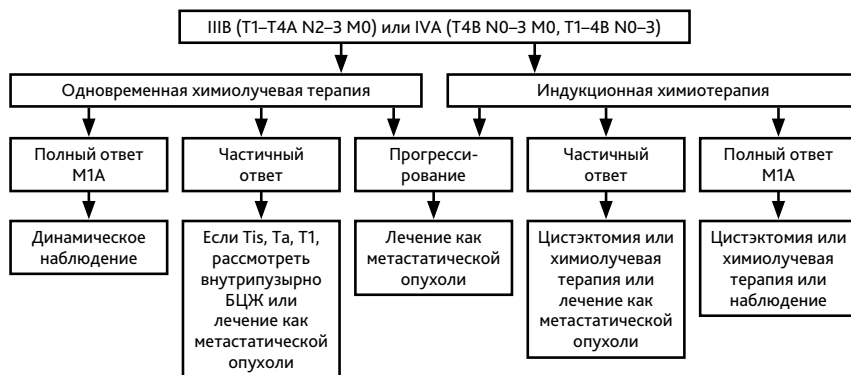 IIIB (T1–T4A N2–3 M0) или IVA (T4B N0–3 M0, T1–4B N0–3)
Одновременная химиолучевая терапия
Индукционная химиотерапия
Полный ответ
M1A
Частичный
ответ
Прогресси-
рование
Частичный
ответ
Полный ответ
M1A
Динамическое
наблюдение
Если Tis, Ta, T1,
рассмотреть
внутрипузырно
БЦЖ или
лечение как
метастатической
опухоли
Лечение как
метастатической
опухоли
Цистэктомия или
химиолучевая
терапия или
лечение как
метастатической
опухоли
Цистэктомия или
химиолучевая
терапия или
наблюдение